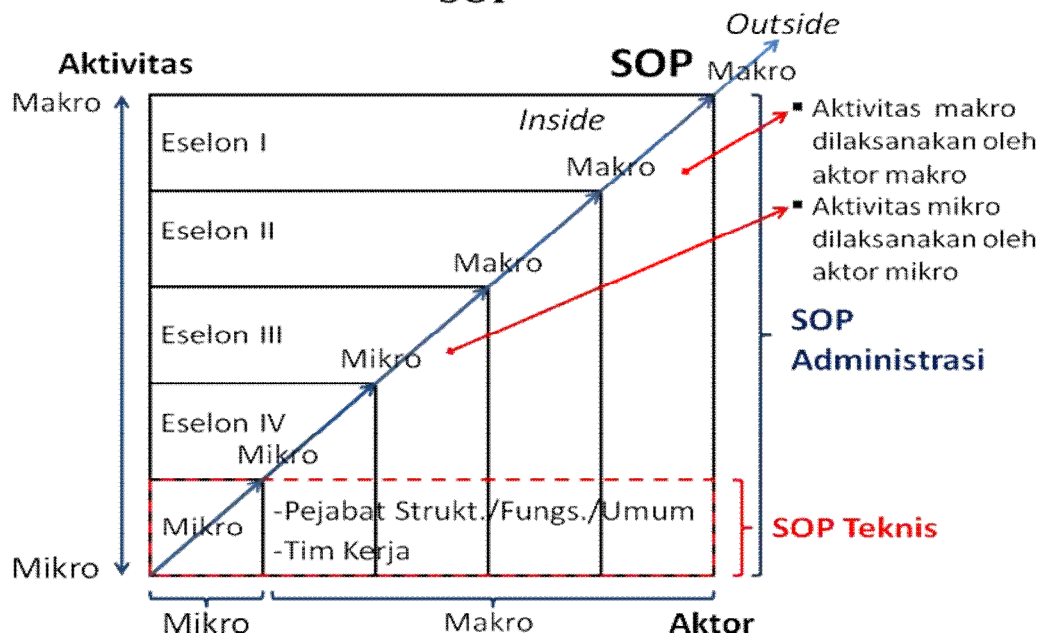 SOP
Outside
Aktivitas
SOP
Makro
Makro
Inside
Eselon I
Makro
Aktivitas makro
dilaksanakan oleh
aktor makro
Aktivitas mikro
dilaksanakan oleh
aktor mikro
Eselon II
Makro
Eselon III
Mikro
SOP
Administrasi
Eselon IV
Mikro
Mikro
-Pejabat Strukt./Fungs./Umum
-Tim Kerja
SOP Teknis
Mikro
Mikro
Makro
Aktor